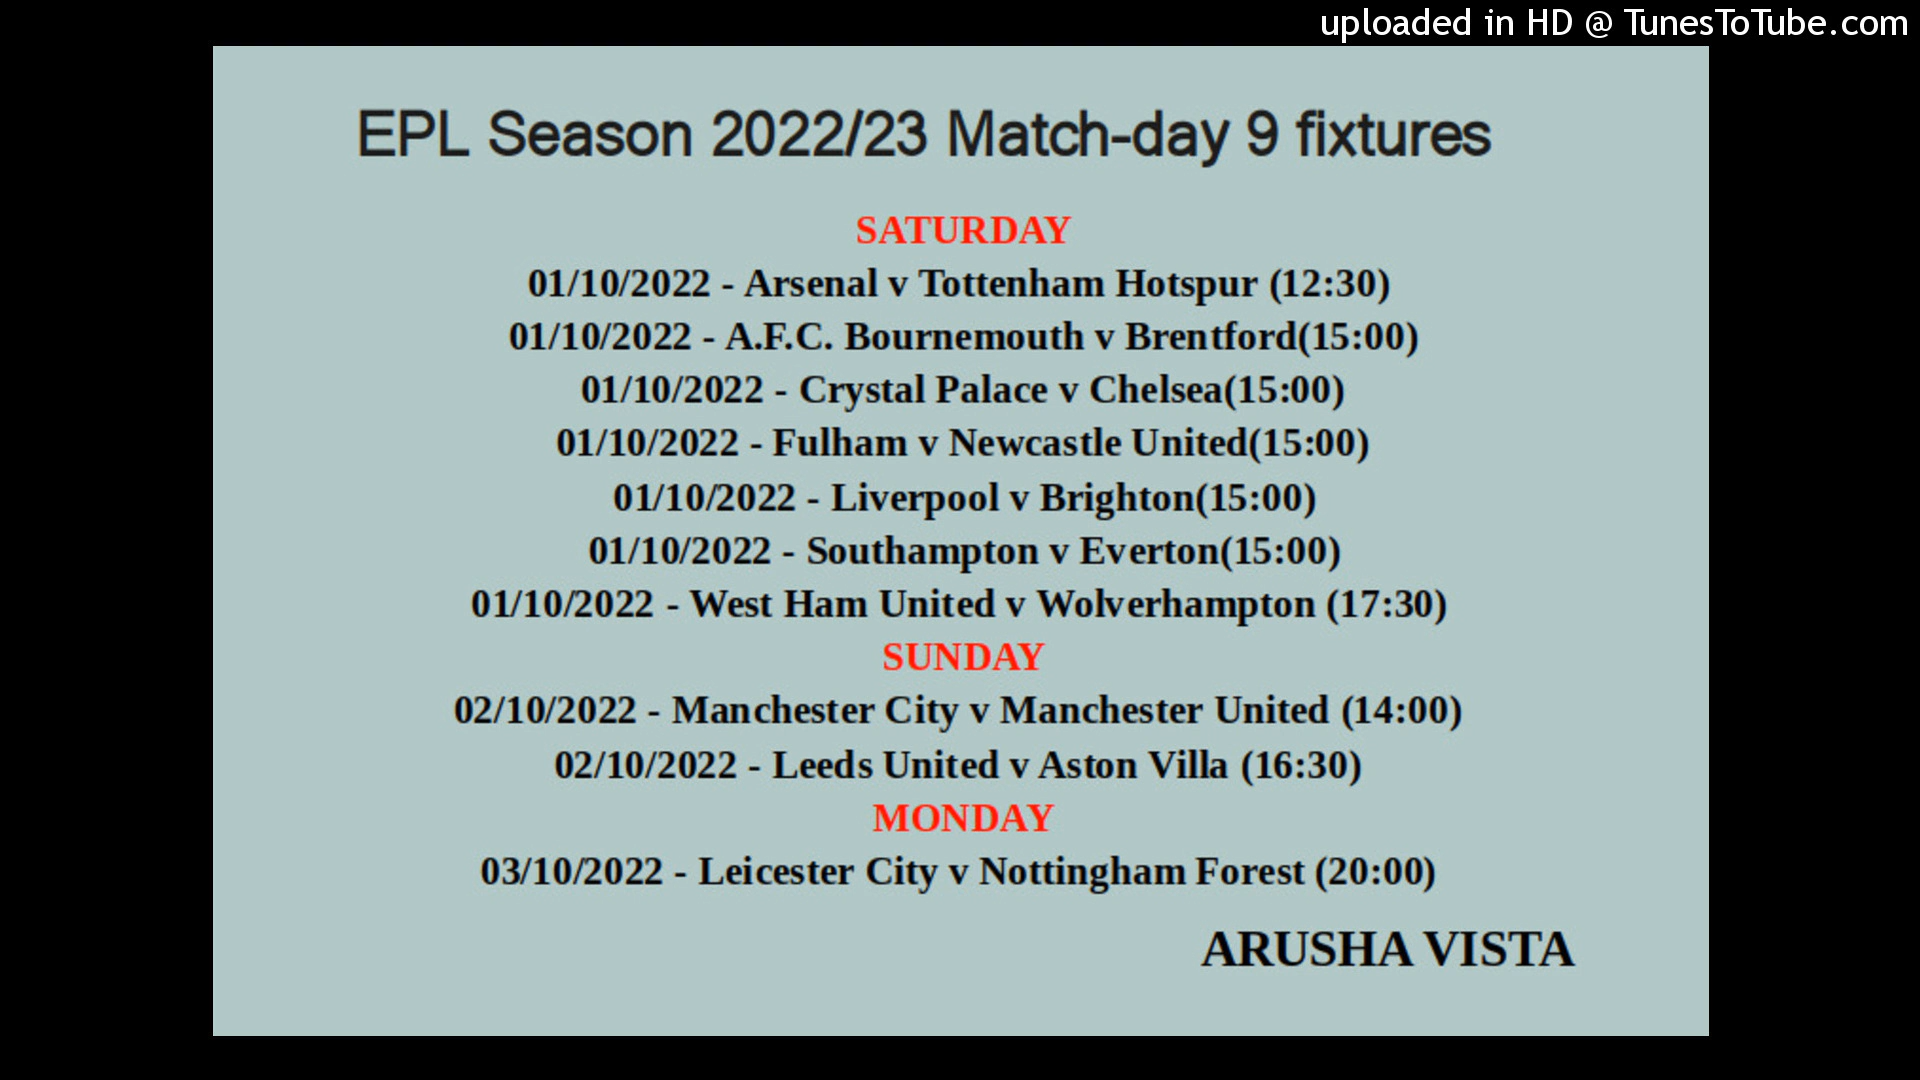 uploaded in HD @ TunesToTube.com
EPL Season 2022/23 Match-day 9 fixtures
SATURDAY
01/10/2022 - Arsenal v Tottenham Hotspur (12:30)
01/10/2022 - A.F.C. Bournemouth v Brentford(15:00)
01/10/2022 - Crystal Palace v Chelsea(15:00)
01/10/2022 - Fulham v Newcastle United(15:00)
01/10/2022 - Liverpool v Brighton(15:00)
01/10/2022 - Southampton v Everton(15:00)
01/10/2022 - West Ham United v Wolverhampton (17:30)
SUNDAY
02/10/2022 - Manchester City v Manchester United (14:00)
02/10/2022 - Leeds United v Aston Villa (16:30)
MONDAY
03/10/2022 - Leicester City v Nottingham Forest (20:00)
ARUSHA VISTA